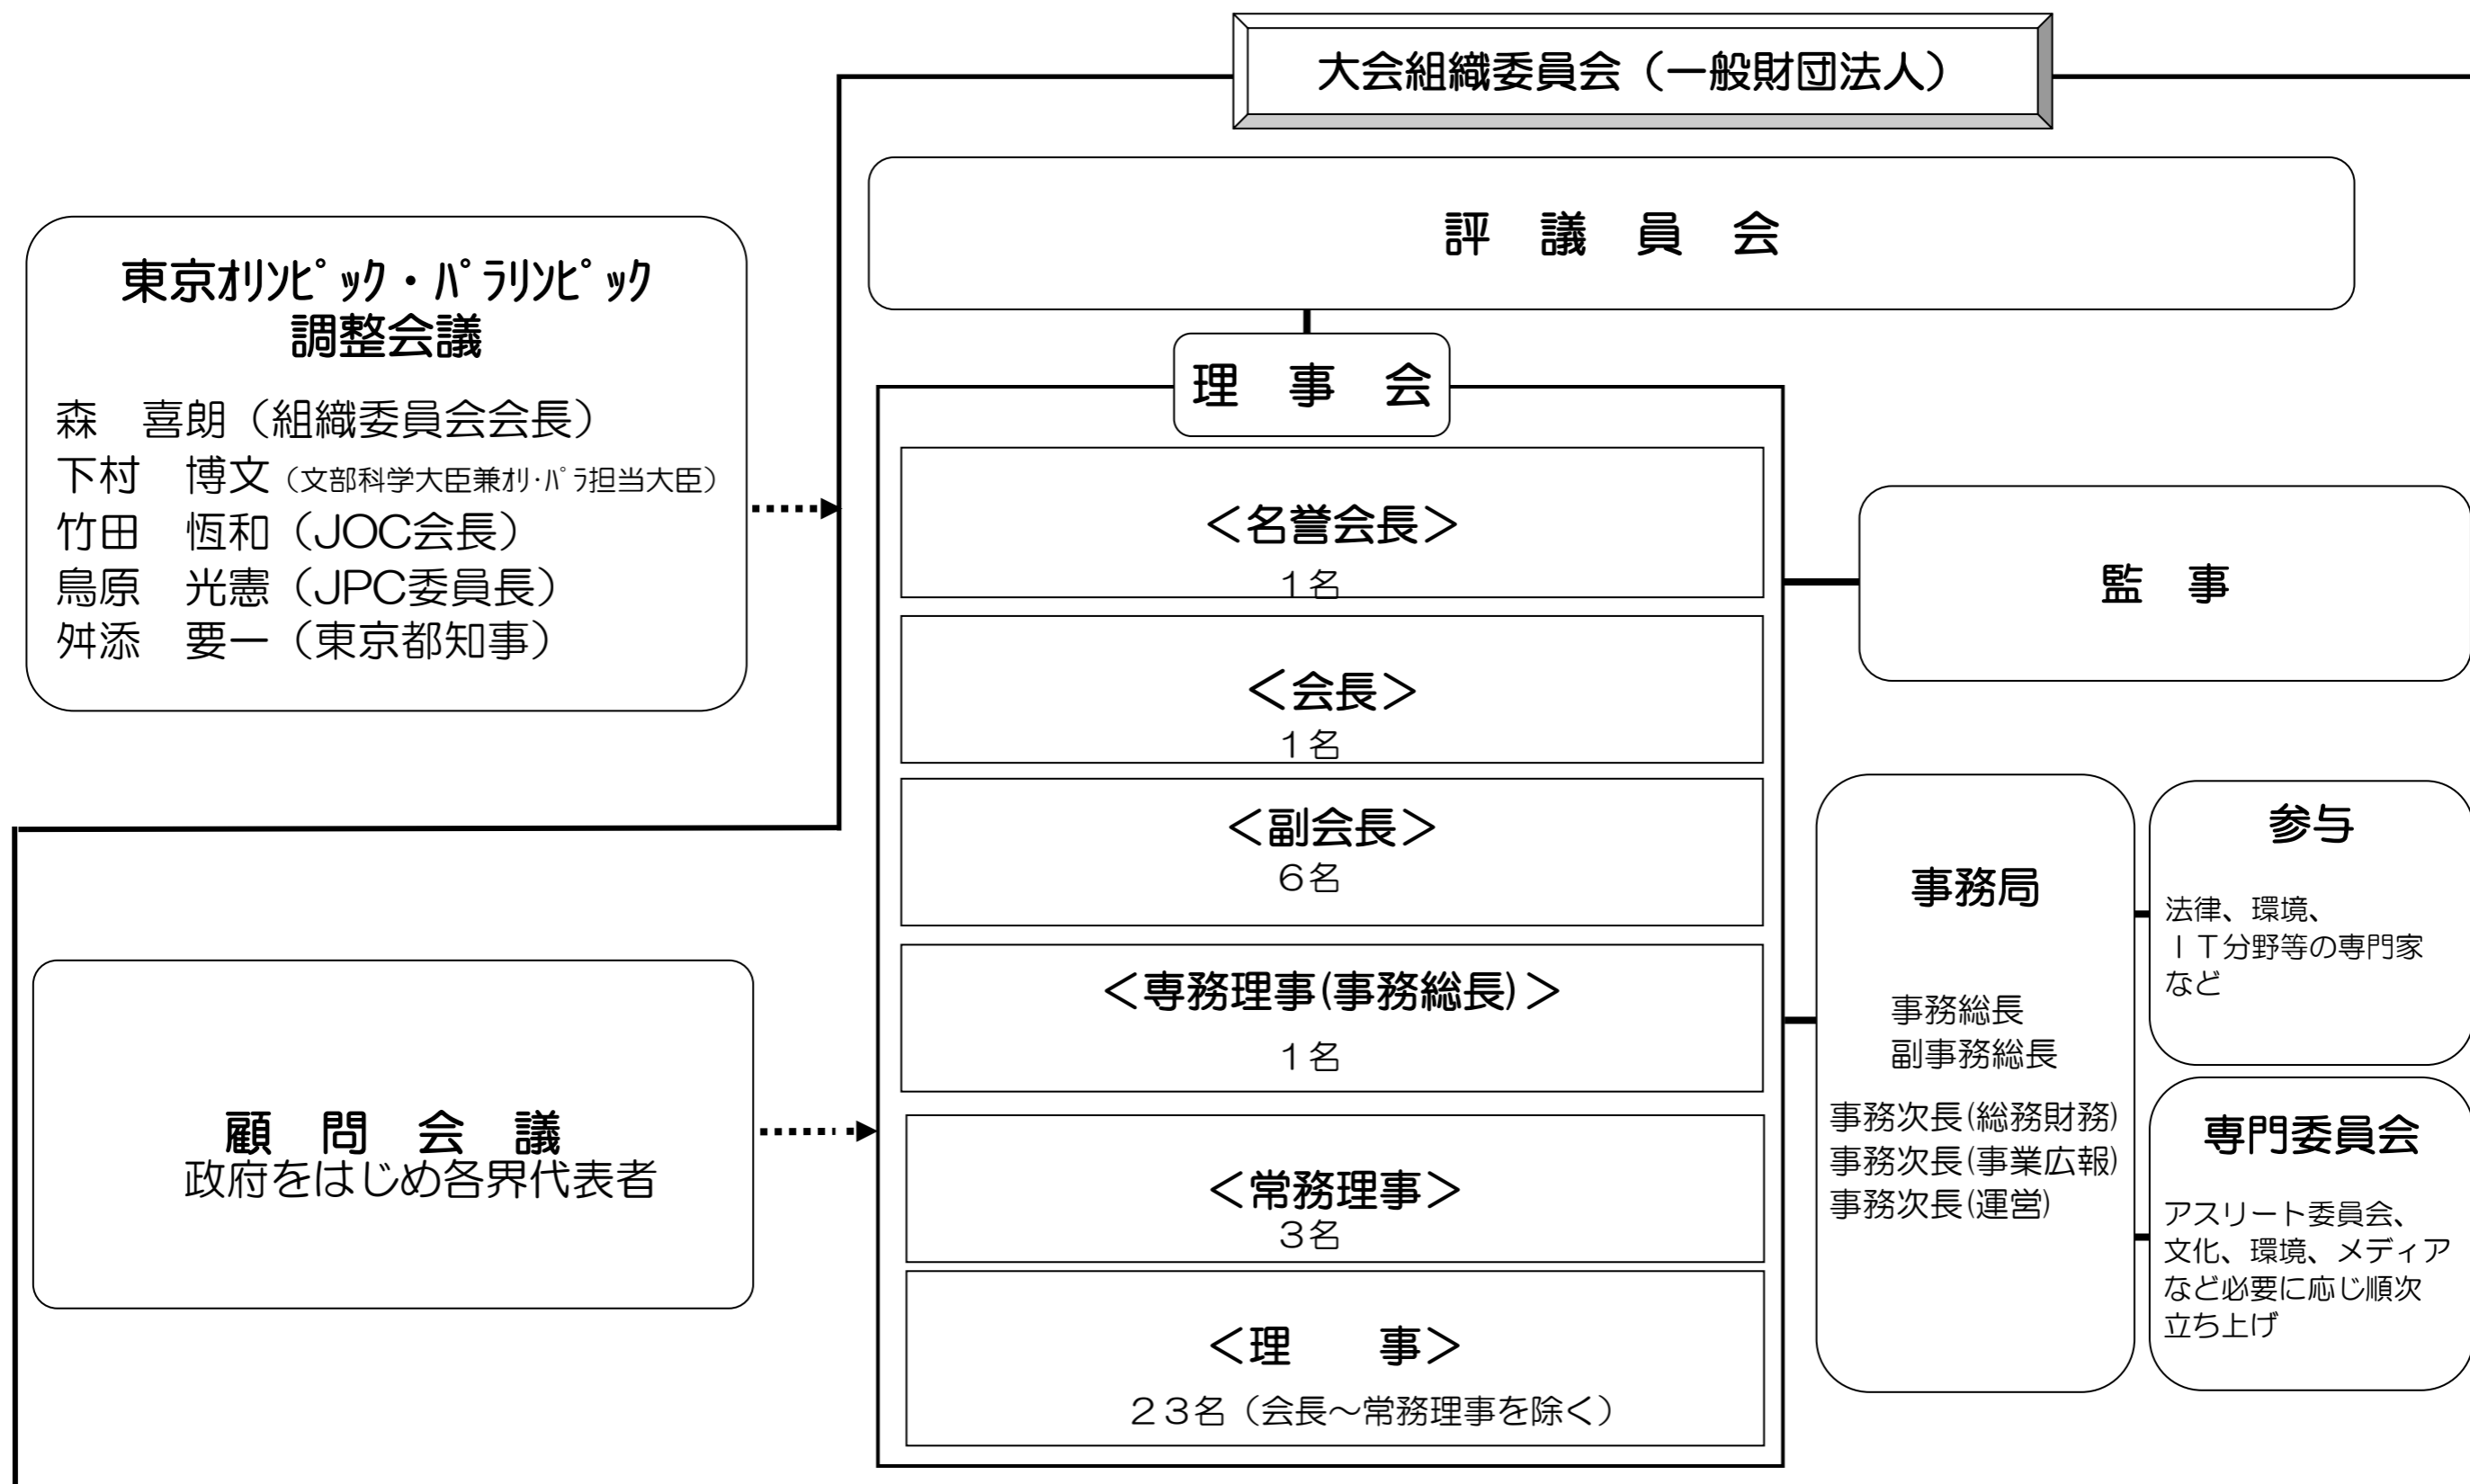 大会組織委員会（一般財団法人）
評　議　員　会
東京ｵﾘﾝﾋﾟｯｸ・ﾊﾟﾗﾘﾝﾋﾟｯｸ
調整会議
森　喜朗（組織委員会会長）
下村　博文（文部科学大臣兼ｵﾘ･ﾊﾟﾗ担当大臣）
竹田　恆和（JOC会長）
鳥原　光憲（JPC委員長）
舛添　要一（東京都知事）
顧　問　会　議
政府をはじめ各界代表者
理　事　会
＜名誉会長＞
１名
＜会長＞
１名
＜副会長＞
６名
＜専務理事(事務総長)＞
１名
＜常務理事＞
３名
＜理　　事＞
２３名（会長～常務理事を除く）
監　事
事務局
事務総長
副事務総長
事務次長(総務財務)
事務次長(事業広報)
事務次長(運営)
参与
法律、環境、
ＩＴ分野等の専門家
など
専門委員会
アスリート委員会、
文化、環境、メディア
など必要に応じ順次
立ち上げ